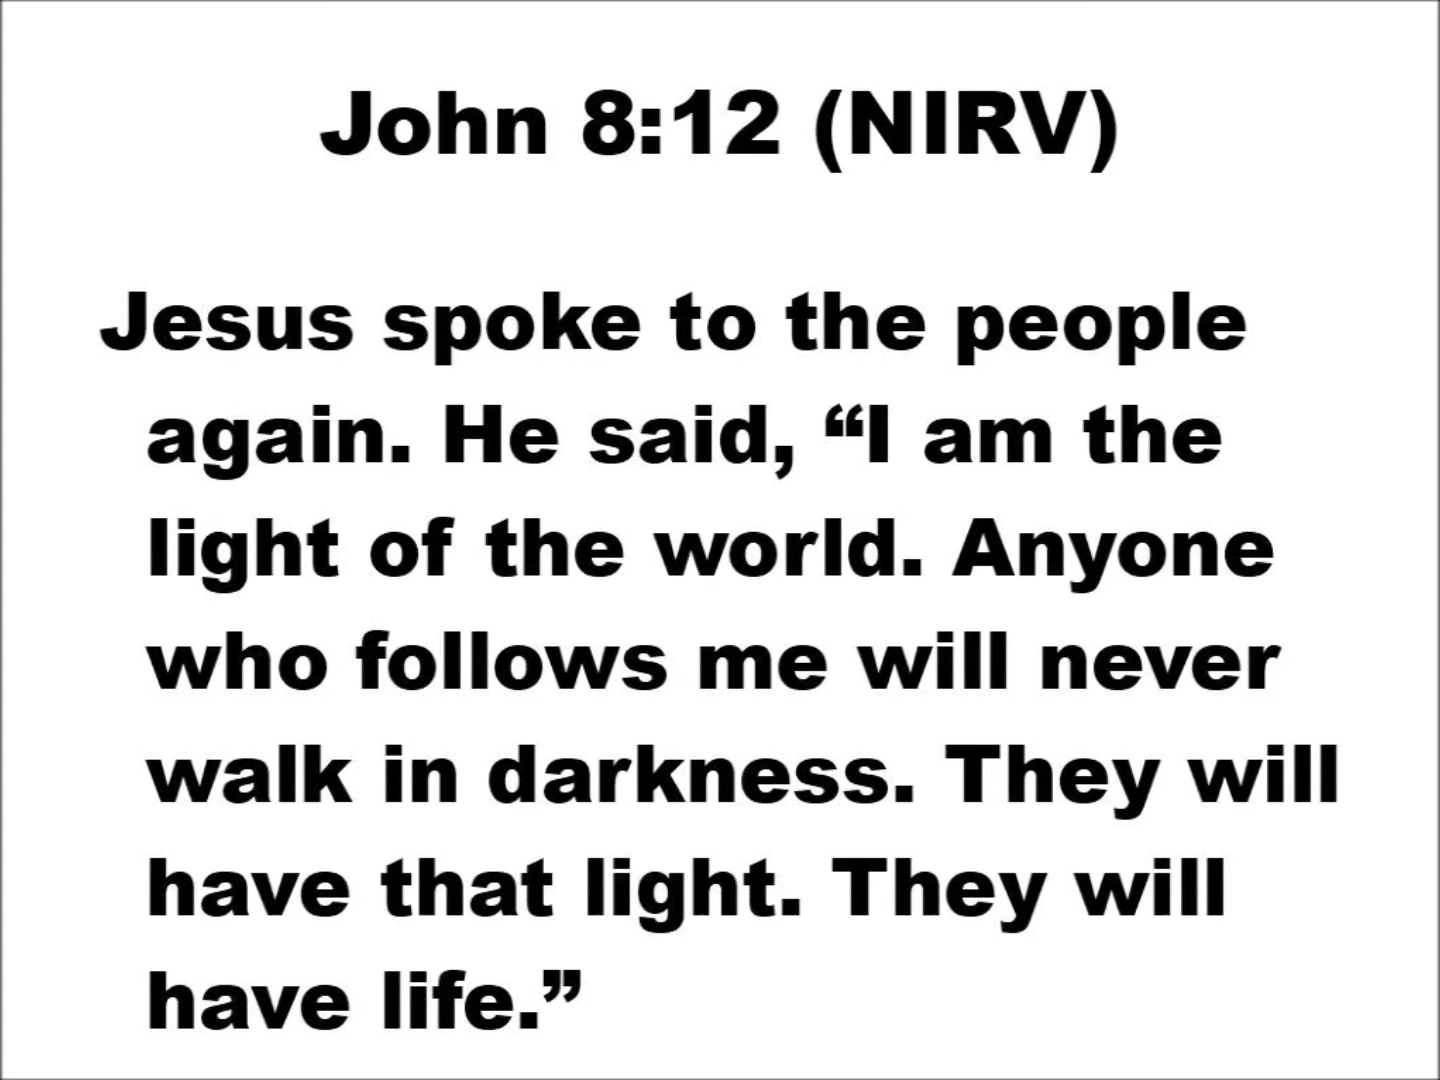 John 8:12 (NIRV)
Jesus spoke to the people
again. He said, “I am the
light of the world. Anyone
who follows me will never
walk in darkness. They will
have that light. They will
have life.”